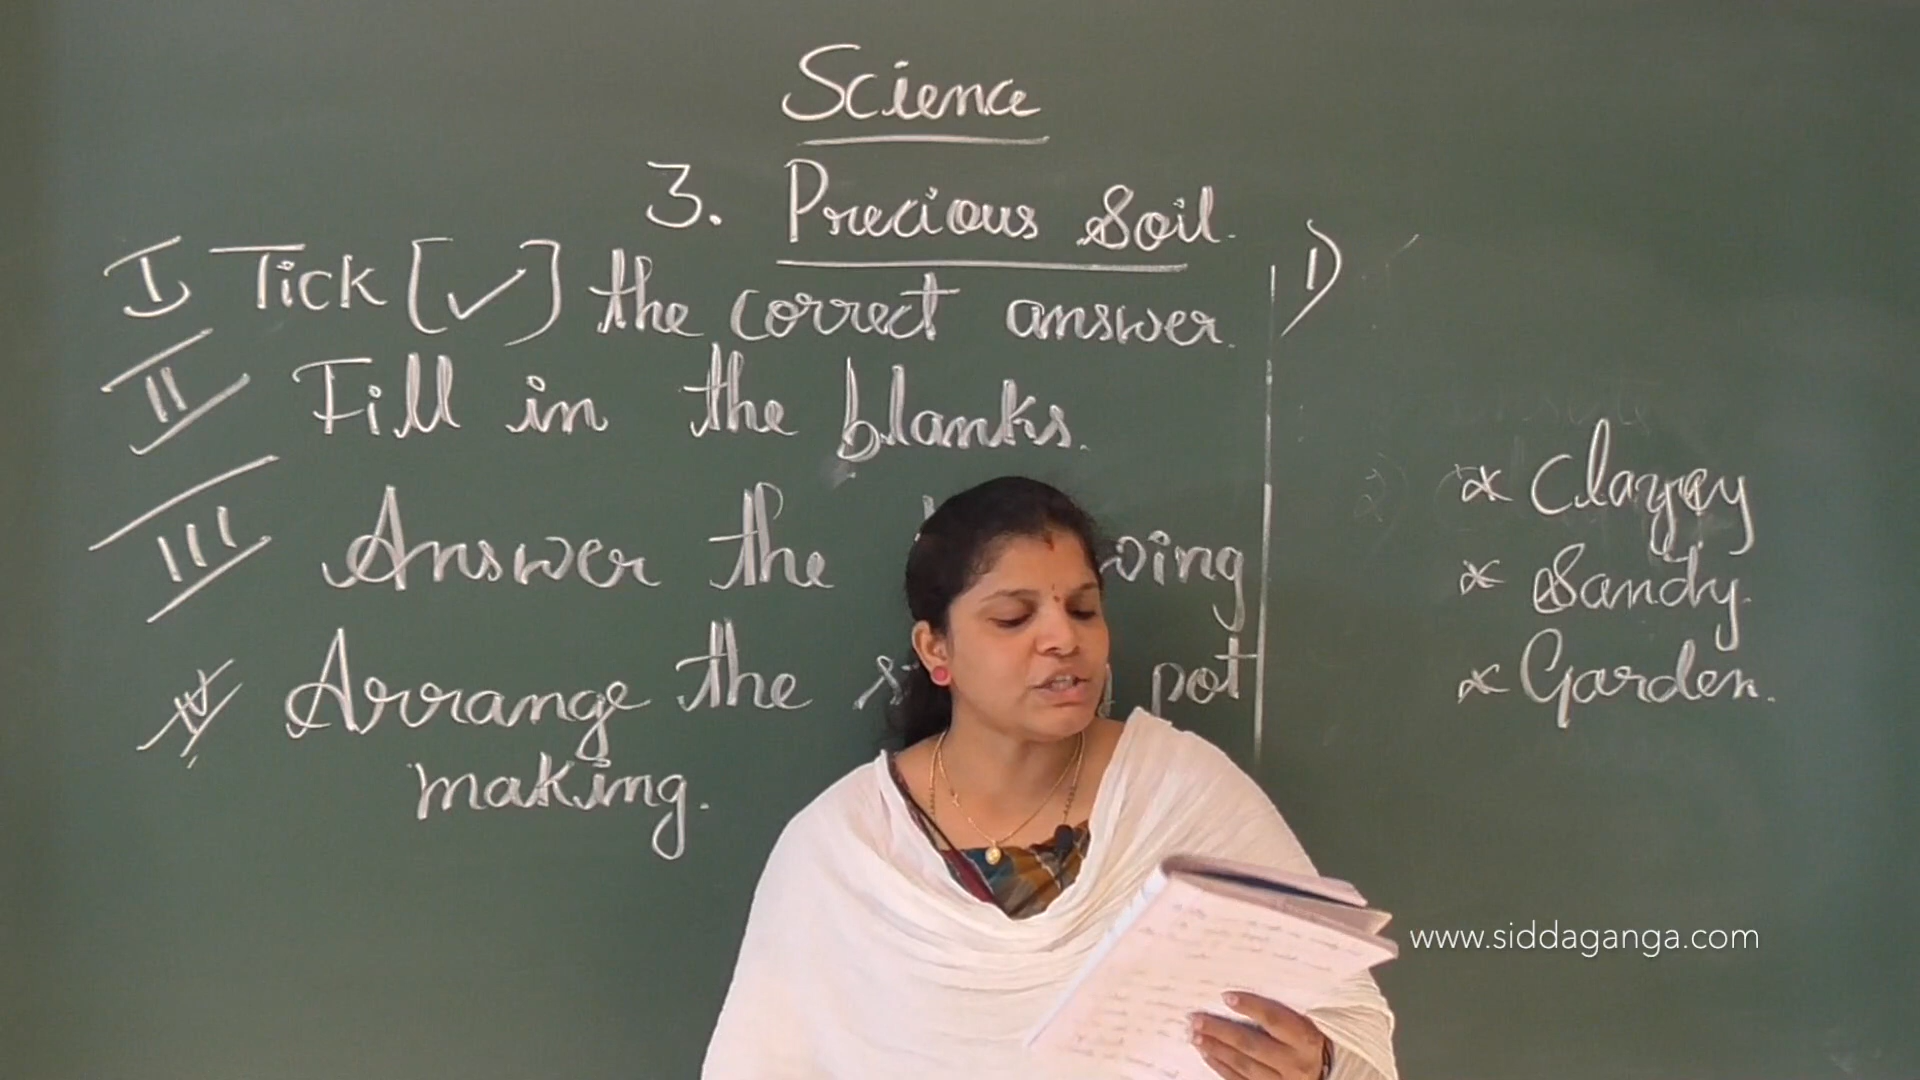 Science
3. Precious Soil.
I Tick [✓] the correct answer.
II Fill in the blanks.
III Answer the
Arrange the pot
making.
1)
* Clayey
* Sandy.
* Garden.
www.siddaganga.com